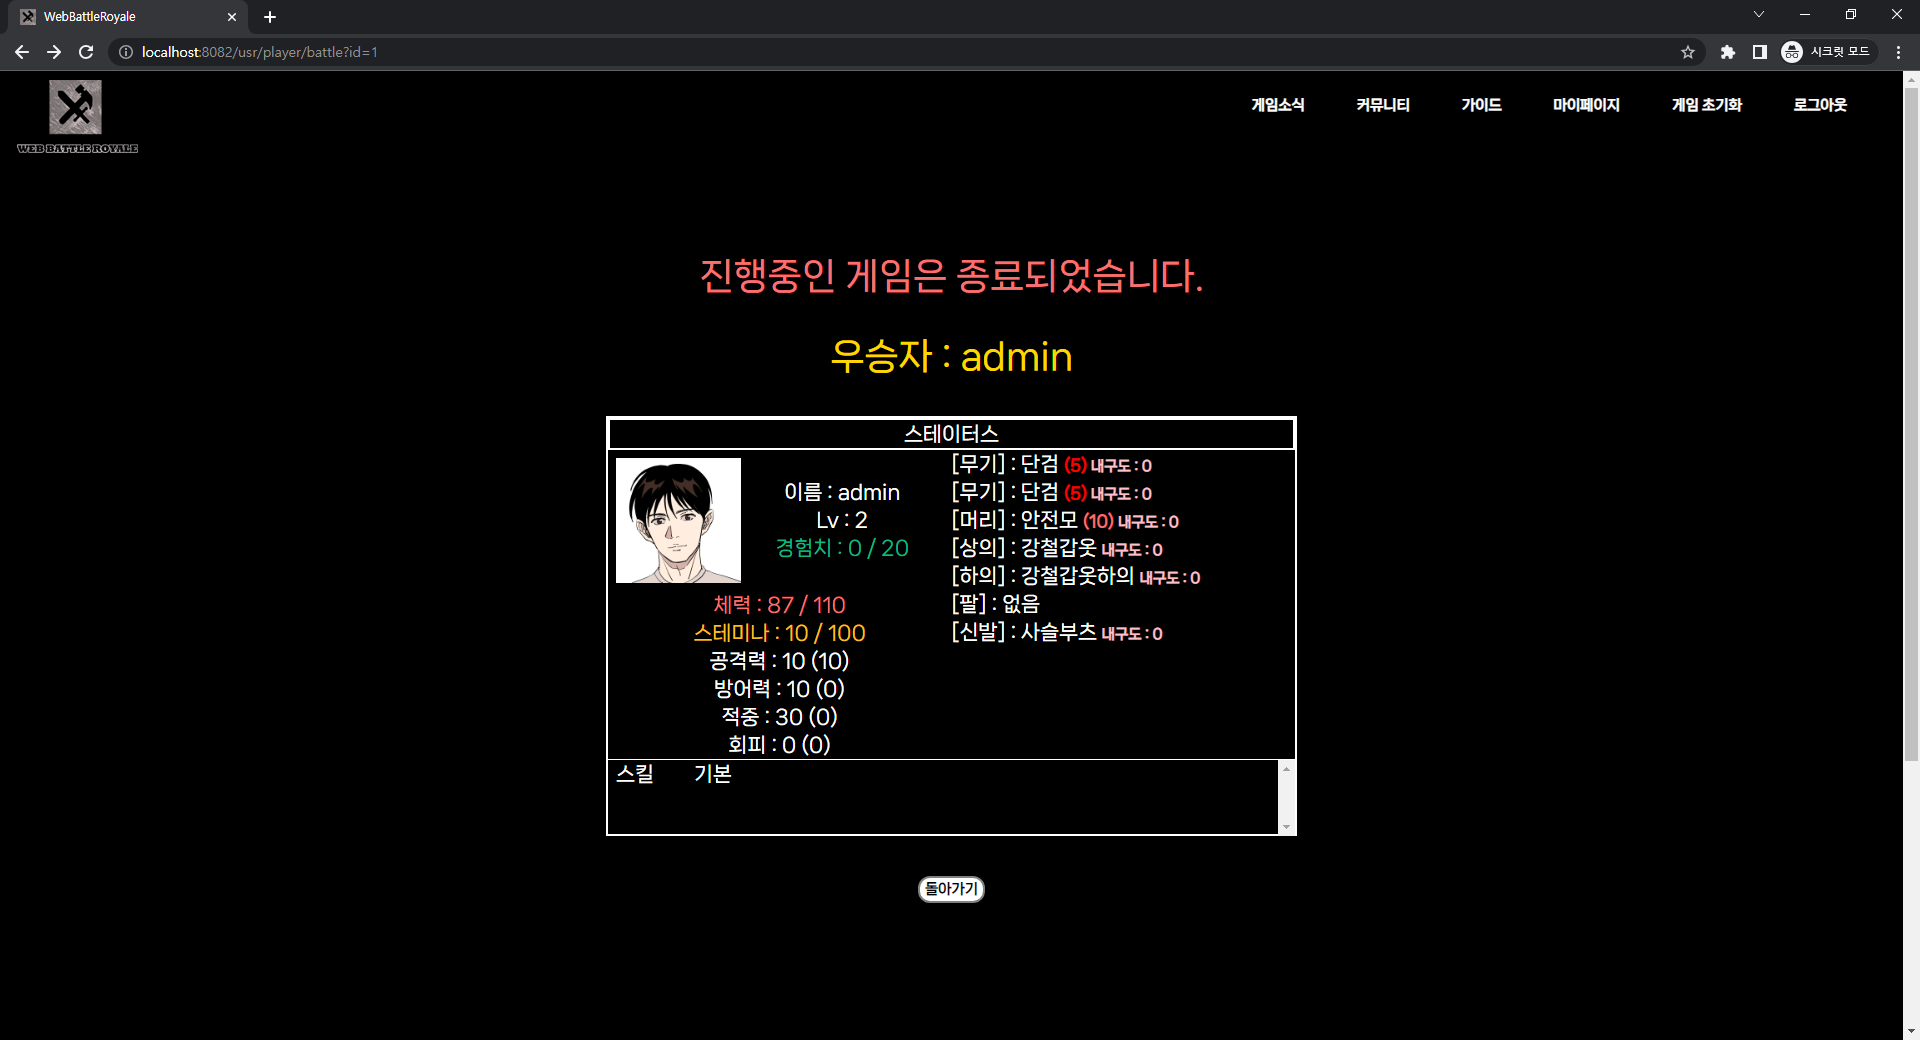 WebBattleRoyale
localhost:8082/usr/player/battle?id=1
시크릿 모드
WEB BATTLE ROYALE
게임소식 커뮤니티 가이드 마이페이지 게임 초기화 로그아웃
진행중인 게임은 종료되었습니다.
우승자 : admin
스테이터스
이름 : admin
Lv : 2
경험치 : 0 / 20
체력 : 87 / 110
스테미나 : 10 / 100
공격력 : 10 (10)
방어력 : 10 (0)
적중 : 30 (0)
회피 : 0 (0)
[무기] : 단검 (5) 내구도 : 0
[무기] : 단검 (5) 내구도 : 0
[머리] : 안전모 (10) 내구도 : 0
[상의] : 강철갑옷 내구도 : 0
[하의] : 강철갑옷하의 내구도 : 0
[팔] : 없음
[신발] : 사슬부츠 내구도 : 0
스킬 기본
돌아가기